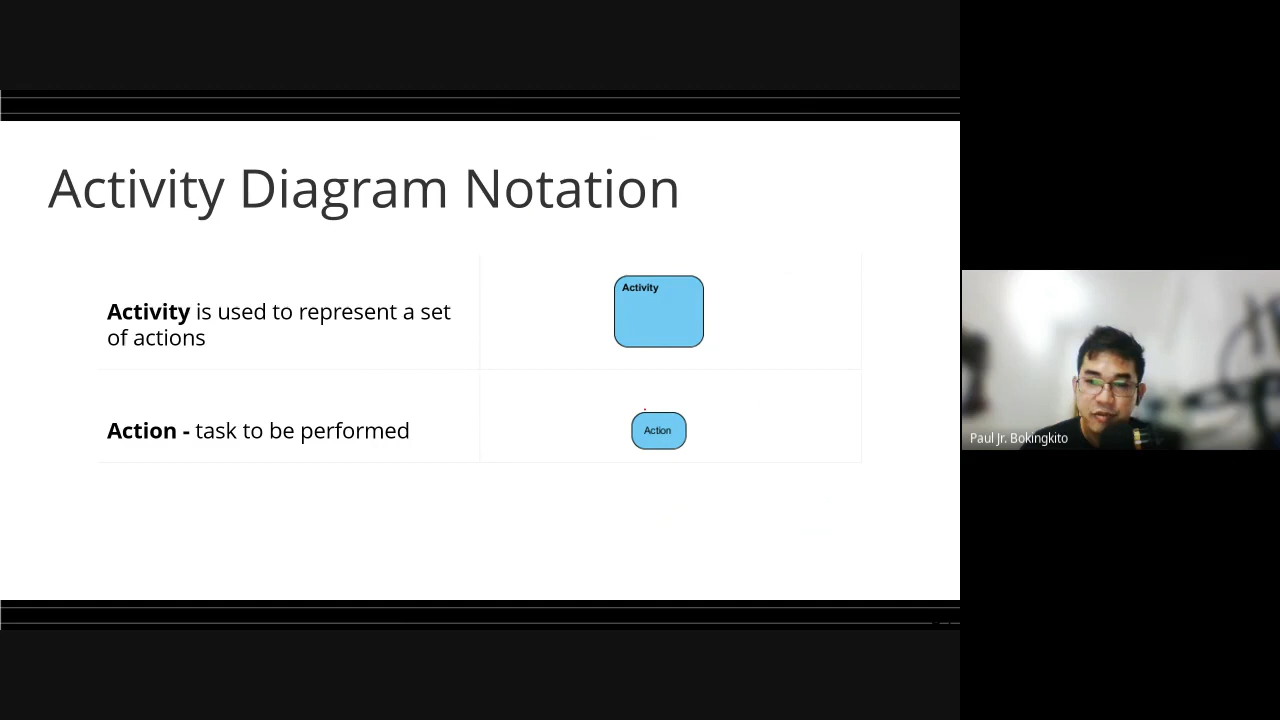 Activity Diagram Notation
Activity is used to represent a set
of actions
Activity
Action - task to be performed
Action
Paul Jr. Bokingkito